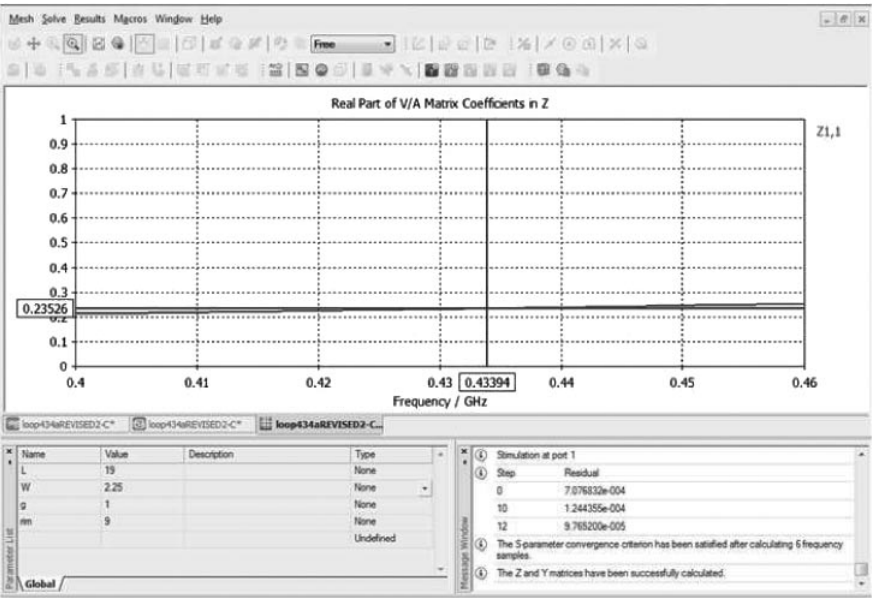 Mesh Solve Results Macros Window Help
Free
Real Part of V/A Matrix Coefficients in Z
Z1,1
1
0.9
0.8
0.7
0.6
0.5
0.4
0.3
0.23526
0.2
0.1
0
0.4 0.41 0.42 0.43 0.43394 0.44 0.45 0.46
Frequency / GHz
loop434aREVISED2-C* loop434aREVISED2-C* loop434aREVISED2-C...
Parameter List
Name Value Description Type
L 19 None
W 2.25 None
g 1 None
9 None
Undefined
Global
Message Window
Stimulation at port 1
Step Residual
0 7.076832e-004
10 1.244355e-004
12 9.765200e-005
The S-parameter convergence criterion has been satisfied after calculating 6 frequency
samples.
The Z and Y matrices have been successfully calculated.